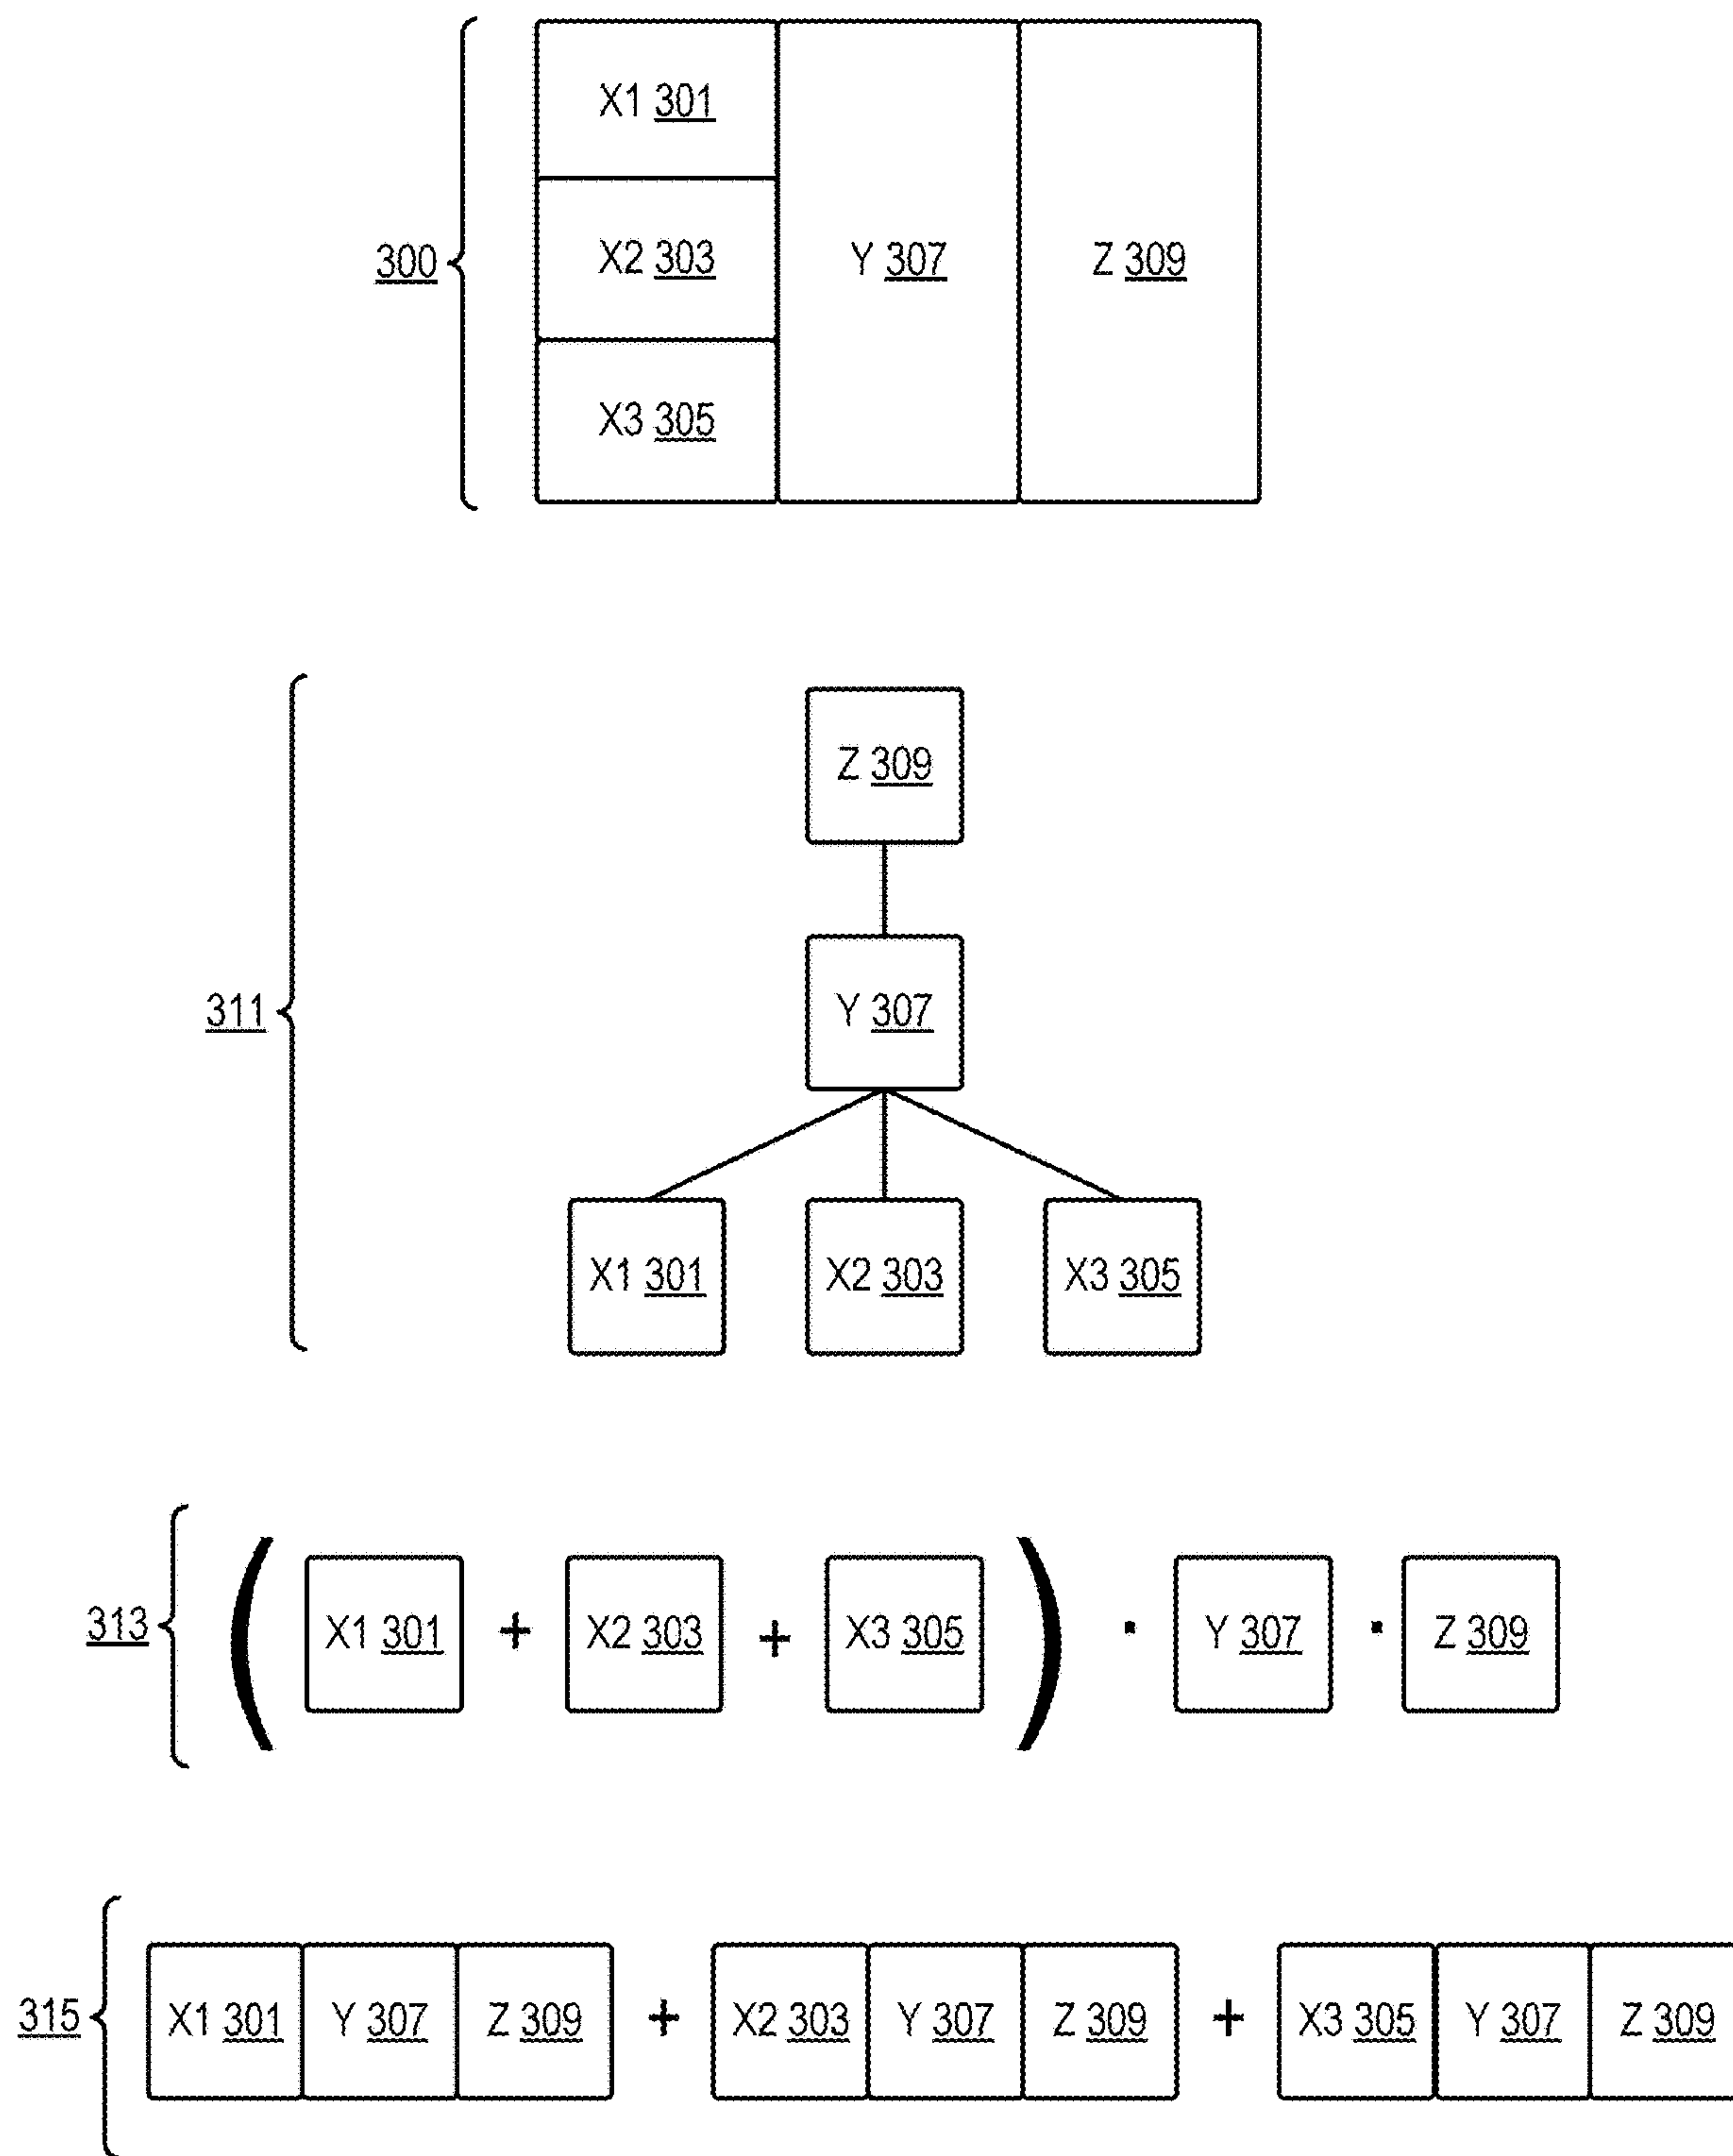 X1 301
300 X2 303 Y 307 Z 309
X3 305
Z 309
311 Y 307
X1 301 X2 303 X3 305
313 ( X1 301 + X2 303 + X3 305 ) · Y 307 · Z 309
315 X1 301 Y 307 Z 309 + X2 303 Y 307 Z 309 + X3 305 Y 307 Z 309